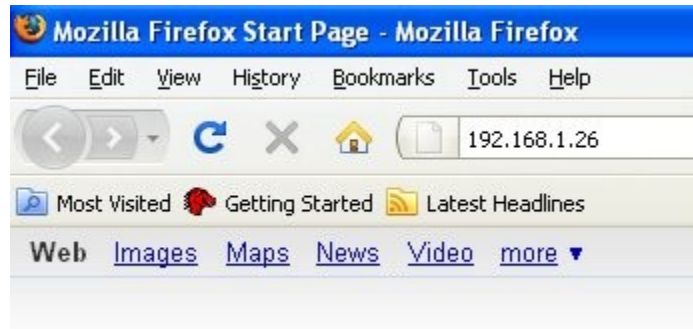 Mozilla Firefox Start Page - Mozilla Firefox
File Edit View History Bookmarks Tools Help
192.168.1.26
Most Visited Getting Started Latest Headlines
Web Images Maps News Video more ▼